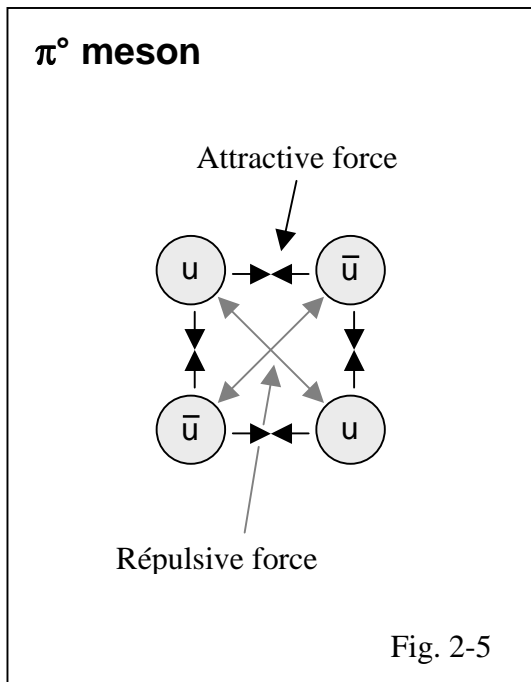 π° meson
Attractive force
u u̅
u̅ u
Répulsive force
Fig. 2-5